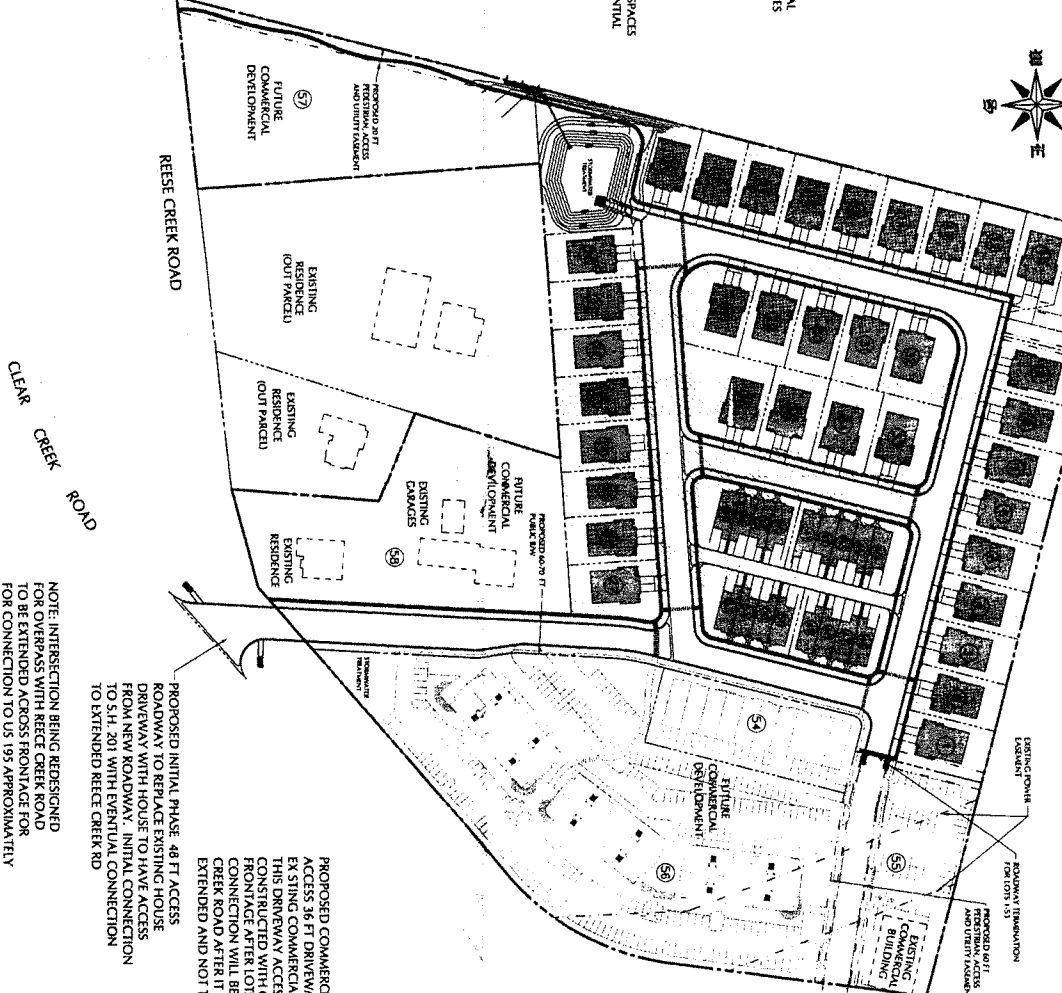 AL
ES
SPACES
NTIAL
PROPOSED 20 FT
PEDESTRIAN, ACCESS
AND UTILITY EASEMENT
57
FUTURE
COMMERCIAL
DEVELOPMENT
STORMWATER
TREATMENT
REESE CREEK ROAD
EXISTING
RESIDENCE
(OUT PARCEL)
EXISTING
RESIDENCE
(OUT PARCEL)
FUTURE
COMMERCIAL
DEVELOPMENT
EXISTING
GARAGES
58
EXISTING
RESIDENCE
PROPOSED 60-70 FT
PUBLIC R/W
STORMWATER
TREATMENT
CLEAR CREEK ROAD
54
FUTURE
COMMERCIAL
DEVELOPMENT
56
55
EXISTING
COMMERCIAL
BUILDING
EXISTING POWER
EASEMENT
ROADWAY TERMINATION
FOR LOTS 1-53
PROPOSED 60 FT
PEDESTRIAN, ACCESS
AND UTILITY EASEMEN
PROPOSED INITIAL PHASE 48 FT ACCESS
ROADWAY TO REPLACE EXISTING HOUSE
DRIVEWAY WITH HOUSE TO HAVE ACCESS
FROM NEW ROADWAY. INITIAL CONNECTION
TO S.H. 201 WITH EVENTUAL CONNECTION
TO EXTENDED REECE CREEK RD
NOTE: INTERSECTION BEING REDESIGNED
FOR OVERPASS WITH REECE CREEK ROAD
TO BE EXTENDED ACROSS FRONTAGE FOR
FOR CONNECTION TO US 195 APPROXIMATELY
PROPOSED COMMERC
ACCESS 36 FT DRIVEWA
EXISTING COMMERCIA
THIS DRIVEWAY ACCES
CONSTRUCTED WITH
FRONTAGE AFTER LOT
CONNECTION WILL BE
CREEK ROAD AFTER IT
EXTENDED AND NOT T